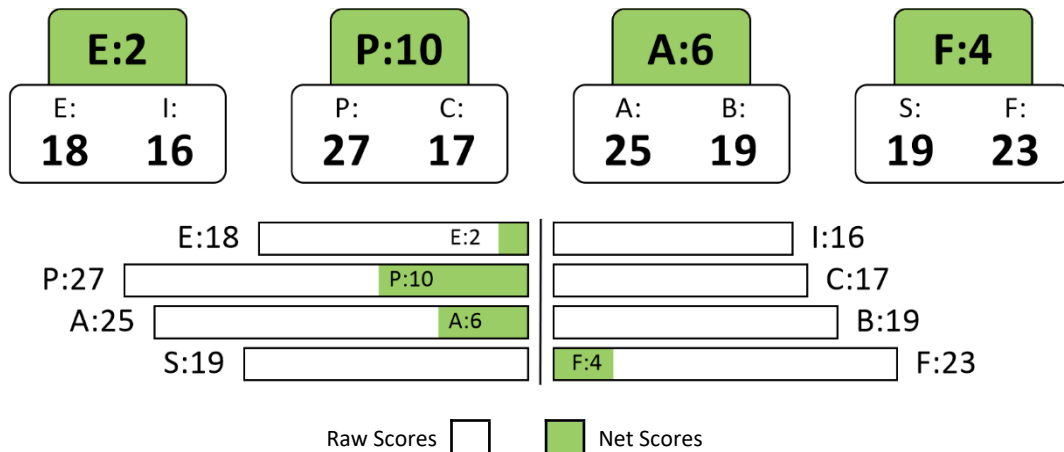 E:2 P:10 A:6 F:4
E: I: P: C: A: B: S: F:
18 16 27 17 25 19 19 23
E:18 E:2 I:16
P:27 P:10 C:17
A:25 A:6 B:19
S:19 F:4 F:23
Raw Scores Net Scores